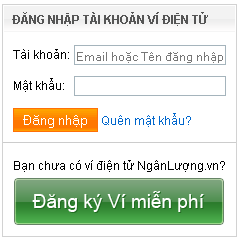 ĐĂNG NHẬP TÀI KHOẢN VÍ ĐIỆN TỬ
Tài khoản: Email hoặc Tên đăng nhập
Mật khẩu:
Đăng nhập Quên mật khẩu?
Bạn chưa có ví điện tử NgânLượng.vn?
Đăng ký Ví miễn phí